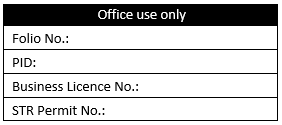 Office use only
Folio No.:
PID:
Business Licence No.:
STR Permit No.: